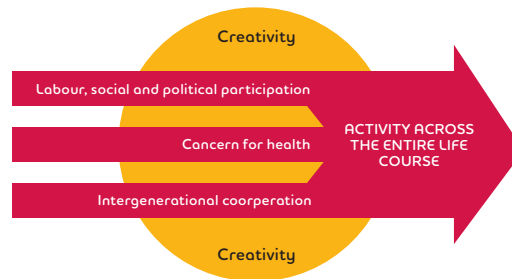 Creativity
Labour, social and political participation
Cancern for health
ACTIVITY ACROSS
THE ENTIRE LIFE
COURSE
Intergenerational coorperation
Creativity